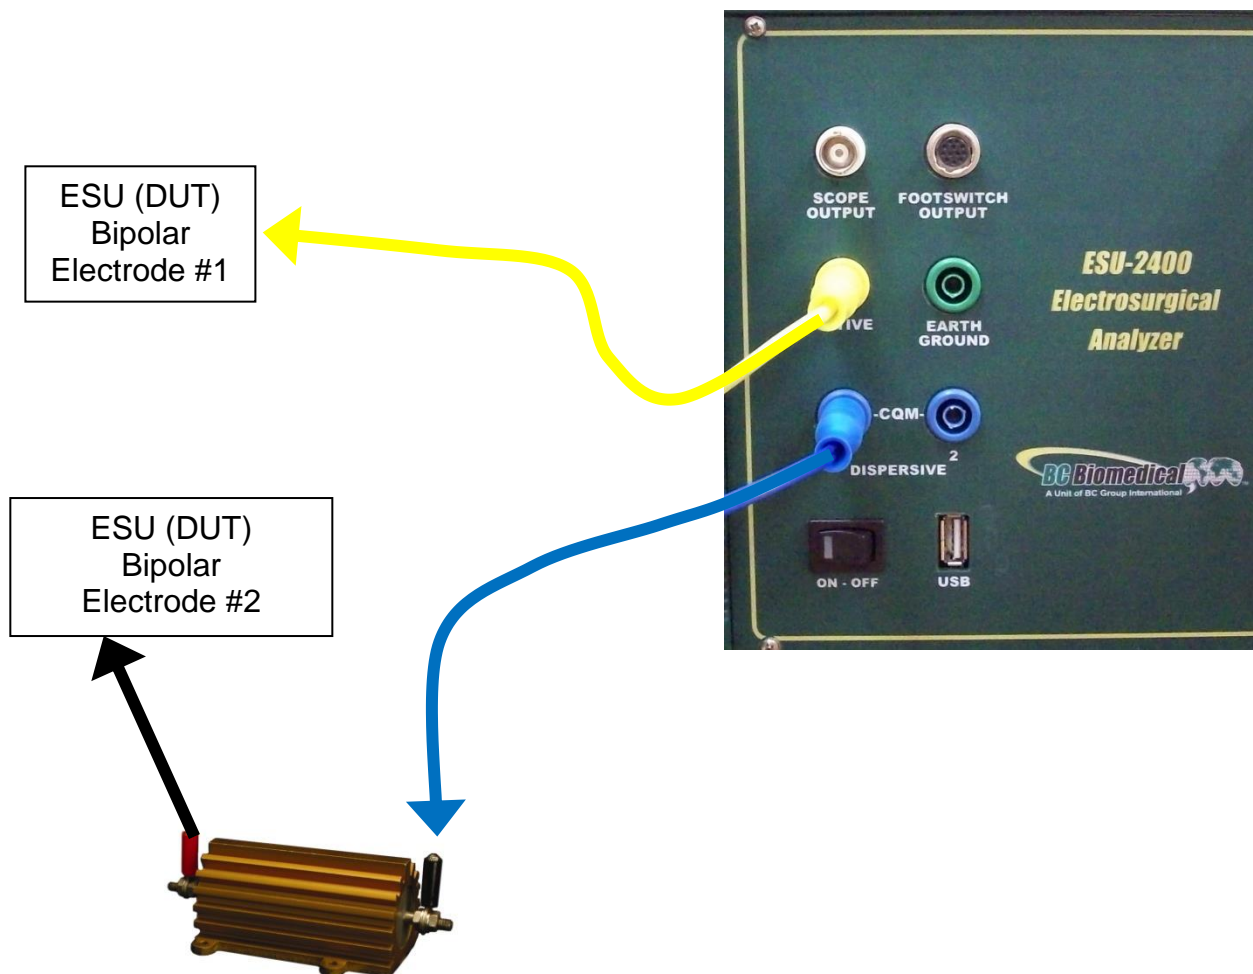 ESU (DUT)
Bipolar
Electrode #1
ESU (DUT)
Bipolar
Electrode #2
SCOPE OUTPUT
FOOTSWITCH OUTPUT
TIVE
EARTH GROUND
-CQM-
2
DISPERSIVE
ON - OFF
USB
ESU-2400
Electrosurgical
Analyzer
BC Biomedical
A Unit of BC Group International